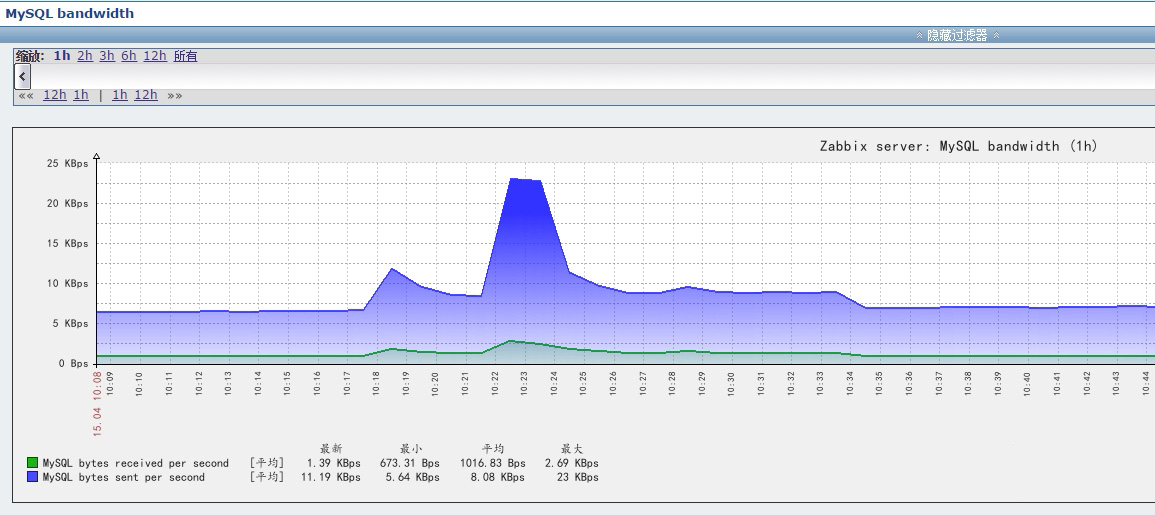 MySQL bandwidth
隐藏过滤器
缩放: 1h 2h 3h 6h 12h 所有
«« 12h 1h | 1h 12h »»
Zabbix server: MySQL bandwidth (1h)
25 KBps
20 KBps
15 KBps
10 KBps
5 KBps
0 Bps
15.04 10:08 10:09 10:10 10:11 10:12 10:13 10:14 10:15 10:16 10:17 10:18 10:19 10:20 10:21 10:22 10:23 10:24 10:25 10:26 10:27 10:28 10:29 10:30 10:31 10:32 10:33 10:34 10:35 10:36 10:37 10:38 10:39 10:40 10:41 10:42 10:43 10:44
最新 最小 平均 最大
MySQL bytes received per second [平均] 1.39 KBps 673.31 Bps 1016.83 Bps 2.69 KBps
MySQL bytes sent per second [平均] 11.19 KBps 5.64 KBps 8.08 KBps 23 KBps